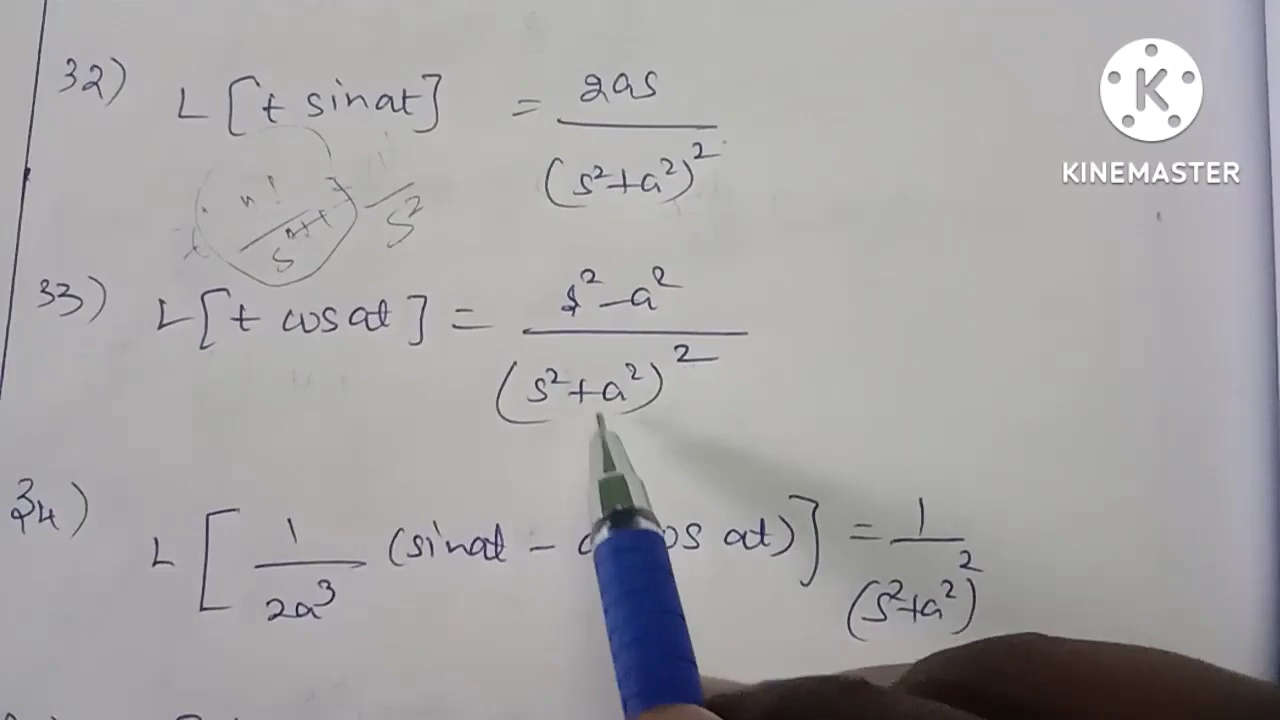 32) L[t sinat] = 2as / (s²+a²)²
n! / sⁿ⁺¹ / s²
33) L[t cosat] = s²-a² / (s²+a²)²
34) L[1/2a³ (sinat - os at)] = 1 / (s²+a²)²
K
KINEMASTER